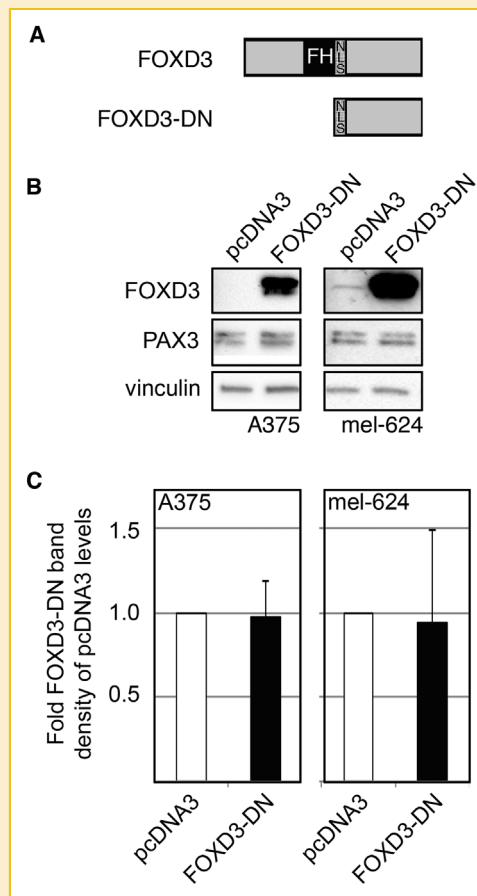 A
FOXD3
FH
NLS
FOXD3-DN
NLS
B
pcDNA3
FOXD3-DN
pcDNA3
FOXD3-DN
FOXD3
PAX3
vinculin
A375
mel-624
C
Fold FOXD3-DN band
density of pcDNA3 levels
A375
mel-624
1.5
1.0
0.5
pcDNA3
FOXD3-DN
pcDNA3
FOXD3-DN